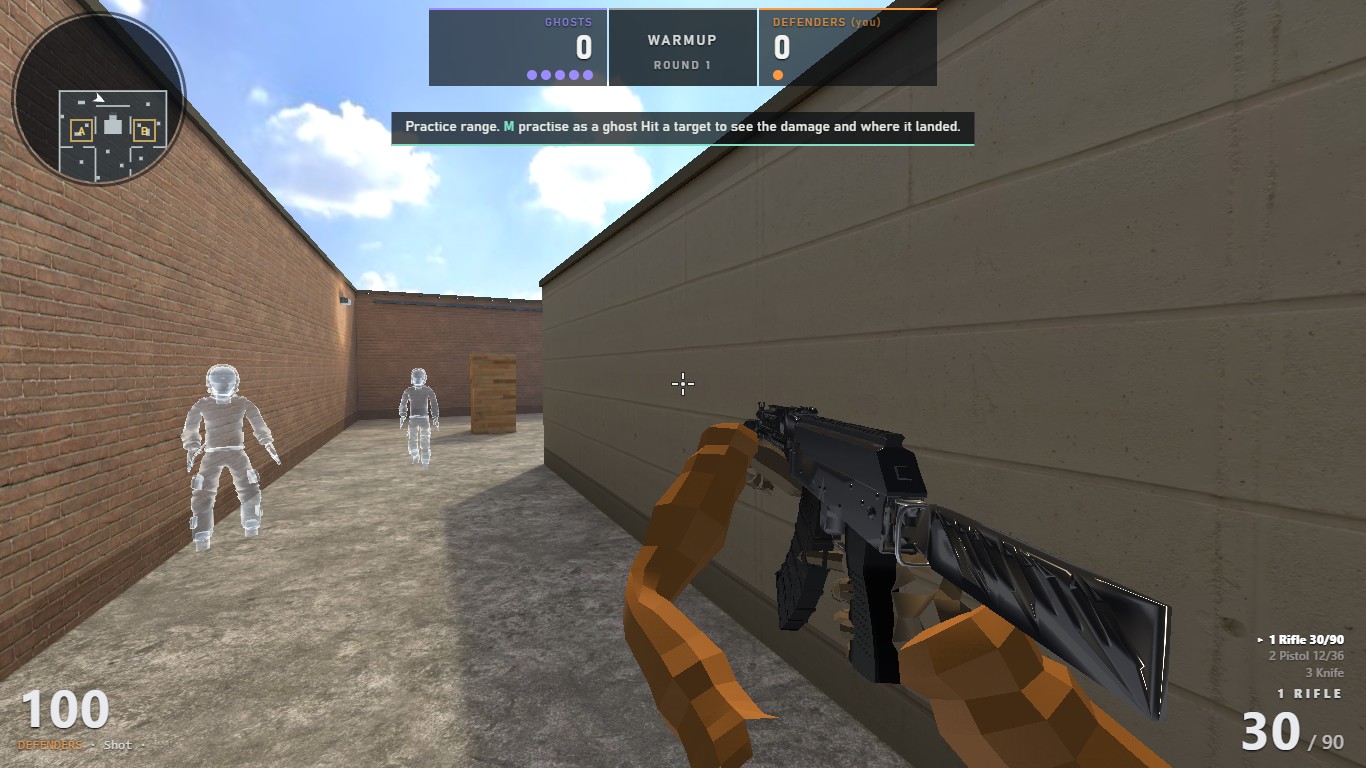 GHOSTS
0
WARMUP
ROUND 1
DEFENDERS (you)
0
A
B
Practice range. M practise as a ghost Hit a target to see the damage and where it landed.
1 Rifle 30/90
2 Pistol 12/36
3 Knife
1 RIFLE
30 / 90
100
DEFENDERS · Shot ·